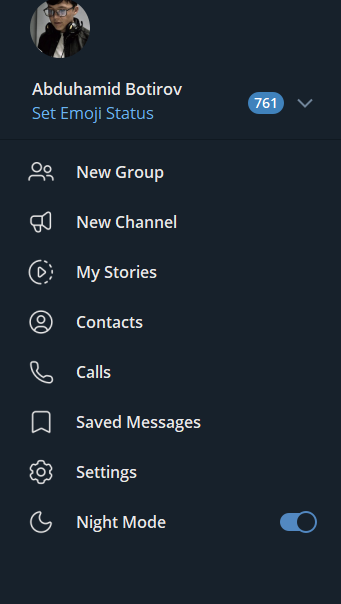 Abduhamid Botirov
Set Emoji Status
761
New Group
New Channel
My Stories
Contacts
Calls
Saved Messages
Settings
Night Mode